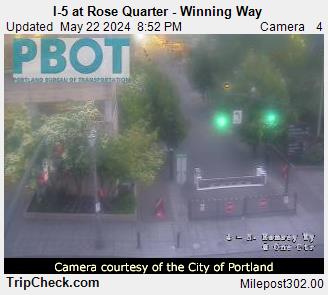 I-5 at Rose Quarter - Winning Way
Updated May 22 2024 8:52 PM Camera 4
PBOT
PORTLAND BUREAU OF TRANSPORTATION
Camera courtesy of the City of Portland
TripCheck.com Milepost302.00